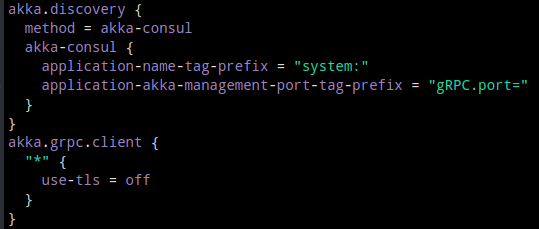 akka.discovery {
  method = akka-consul
  akka-consul {
    application-name-tag-prefix = "system:"
    application-akka-management-port-tag-prefix = "gRPC.port="
  }
}
akka.grpc.client {
  "*" {
    use-tls = off
  }
}